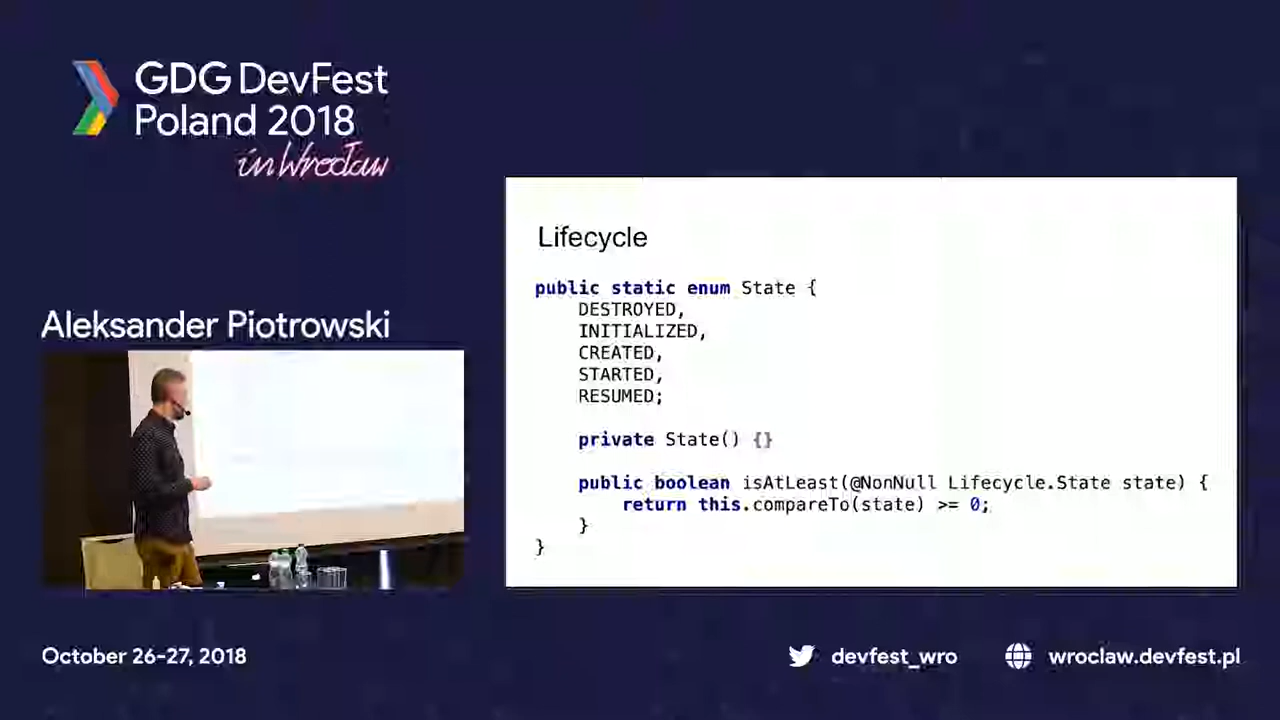 GDG DevFest
Poland 2018
in Wrocław
Aleksander Piotrowski
Lifecycle
public static enum State {
    DESTROYED,
    INITIALIZED,
    CREATED,
    STARTED,
    RESUMED;
    private State() {}
    public boolean isAtLeast(@NonNull Lifecycle.State state) {
        return this.compareTo(state) >= 0;
    }
}
October 26-27, 2018
devfest_wro
wroclaw.devfest.pl